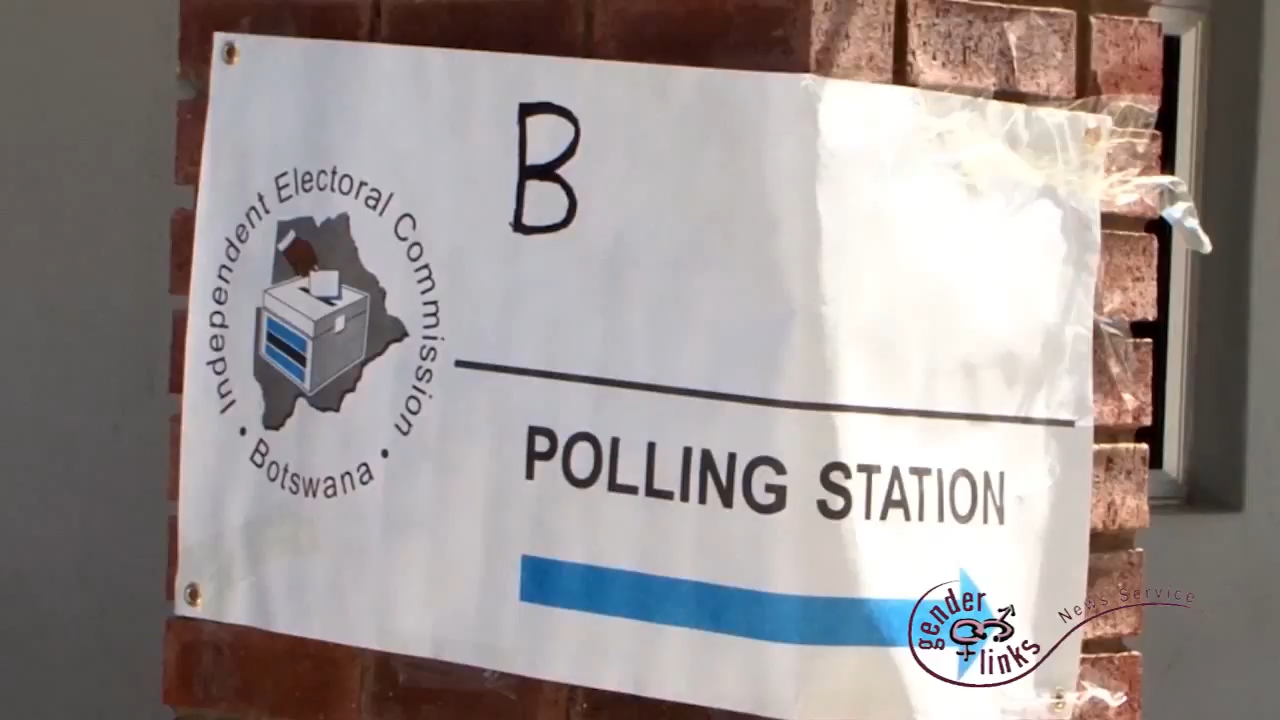 B
Independent Electoral Commission
• Botswana •
POLLING STATION
gender
links
News Service